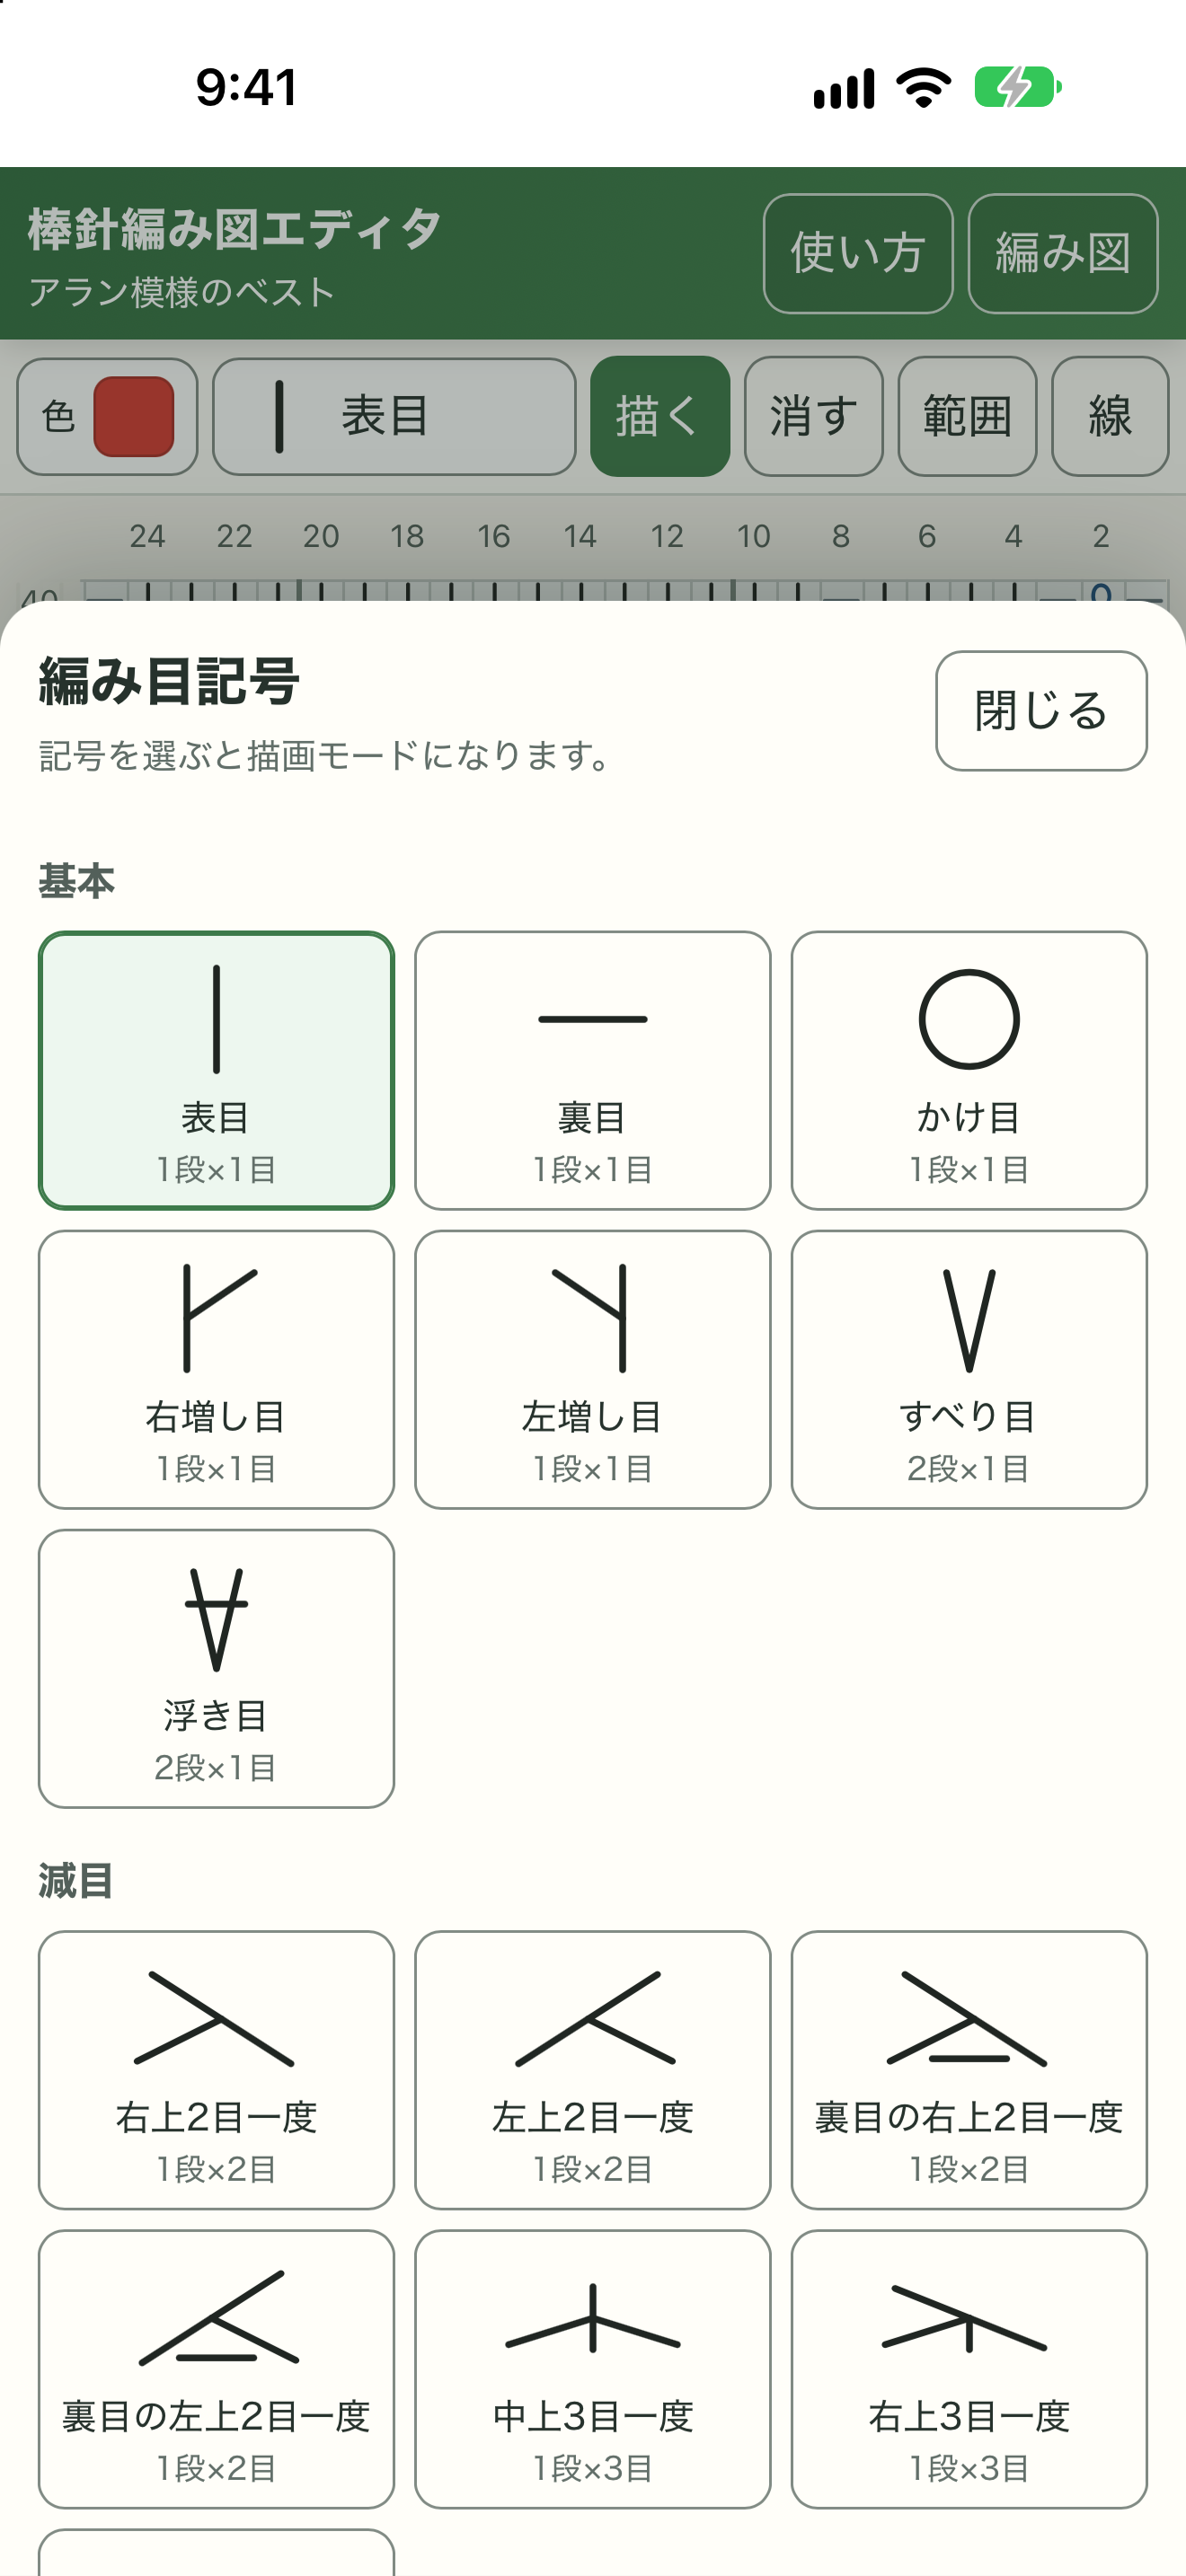 9:41
棒針編み図エディタ
アラン模様のベスト
使い方
編み図
色
表目
描く
消す
範囲
線
24 22 20 18 16 14 12 10 8 6 4 2
40
編み目記号
記号を選ぶと描画モードになります。
閉じる
基本
表目
1段×1目
裏目
1段×1目
かけ目
1段×1目
右増し目
1段×1目
左増し目
1段×1目
すべり目
2段×1目
浮き目
2段×1目
減目
右上2目一度
1段×2目
左上2目一度
1段×2目
裏目の右上2目一度
1段×2目
裏目の左上2目一度
1段×2目
中上3目一度
1段×3目
右上3目一度
1段×3目